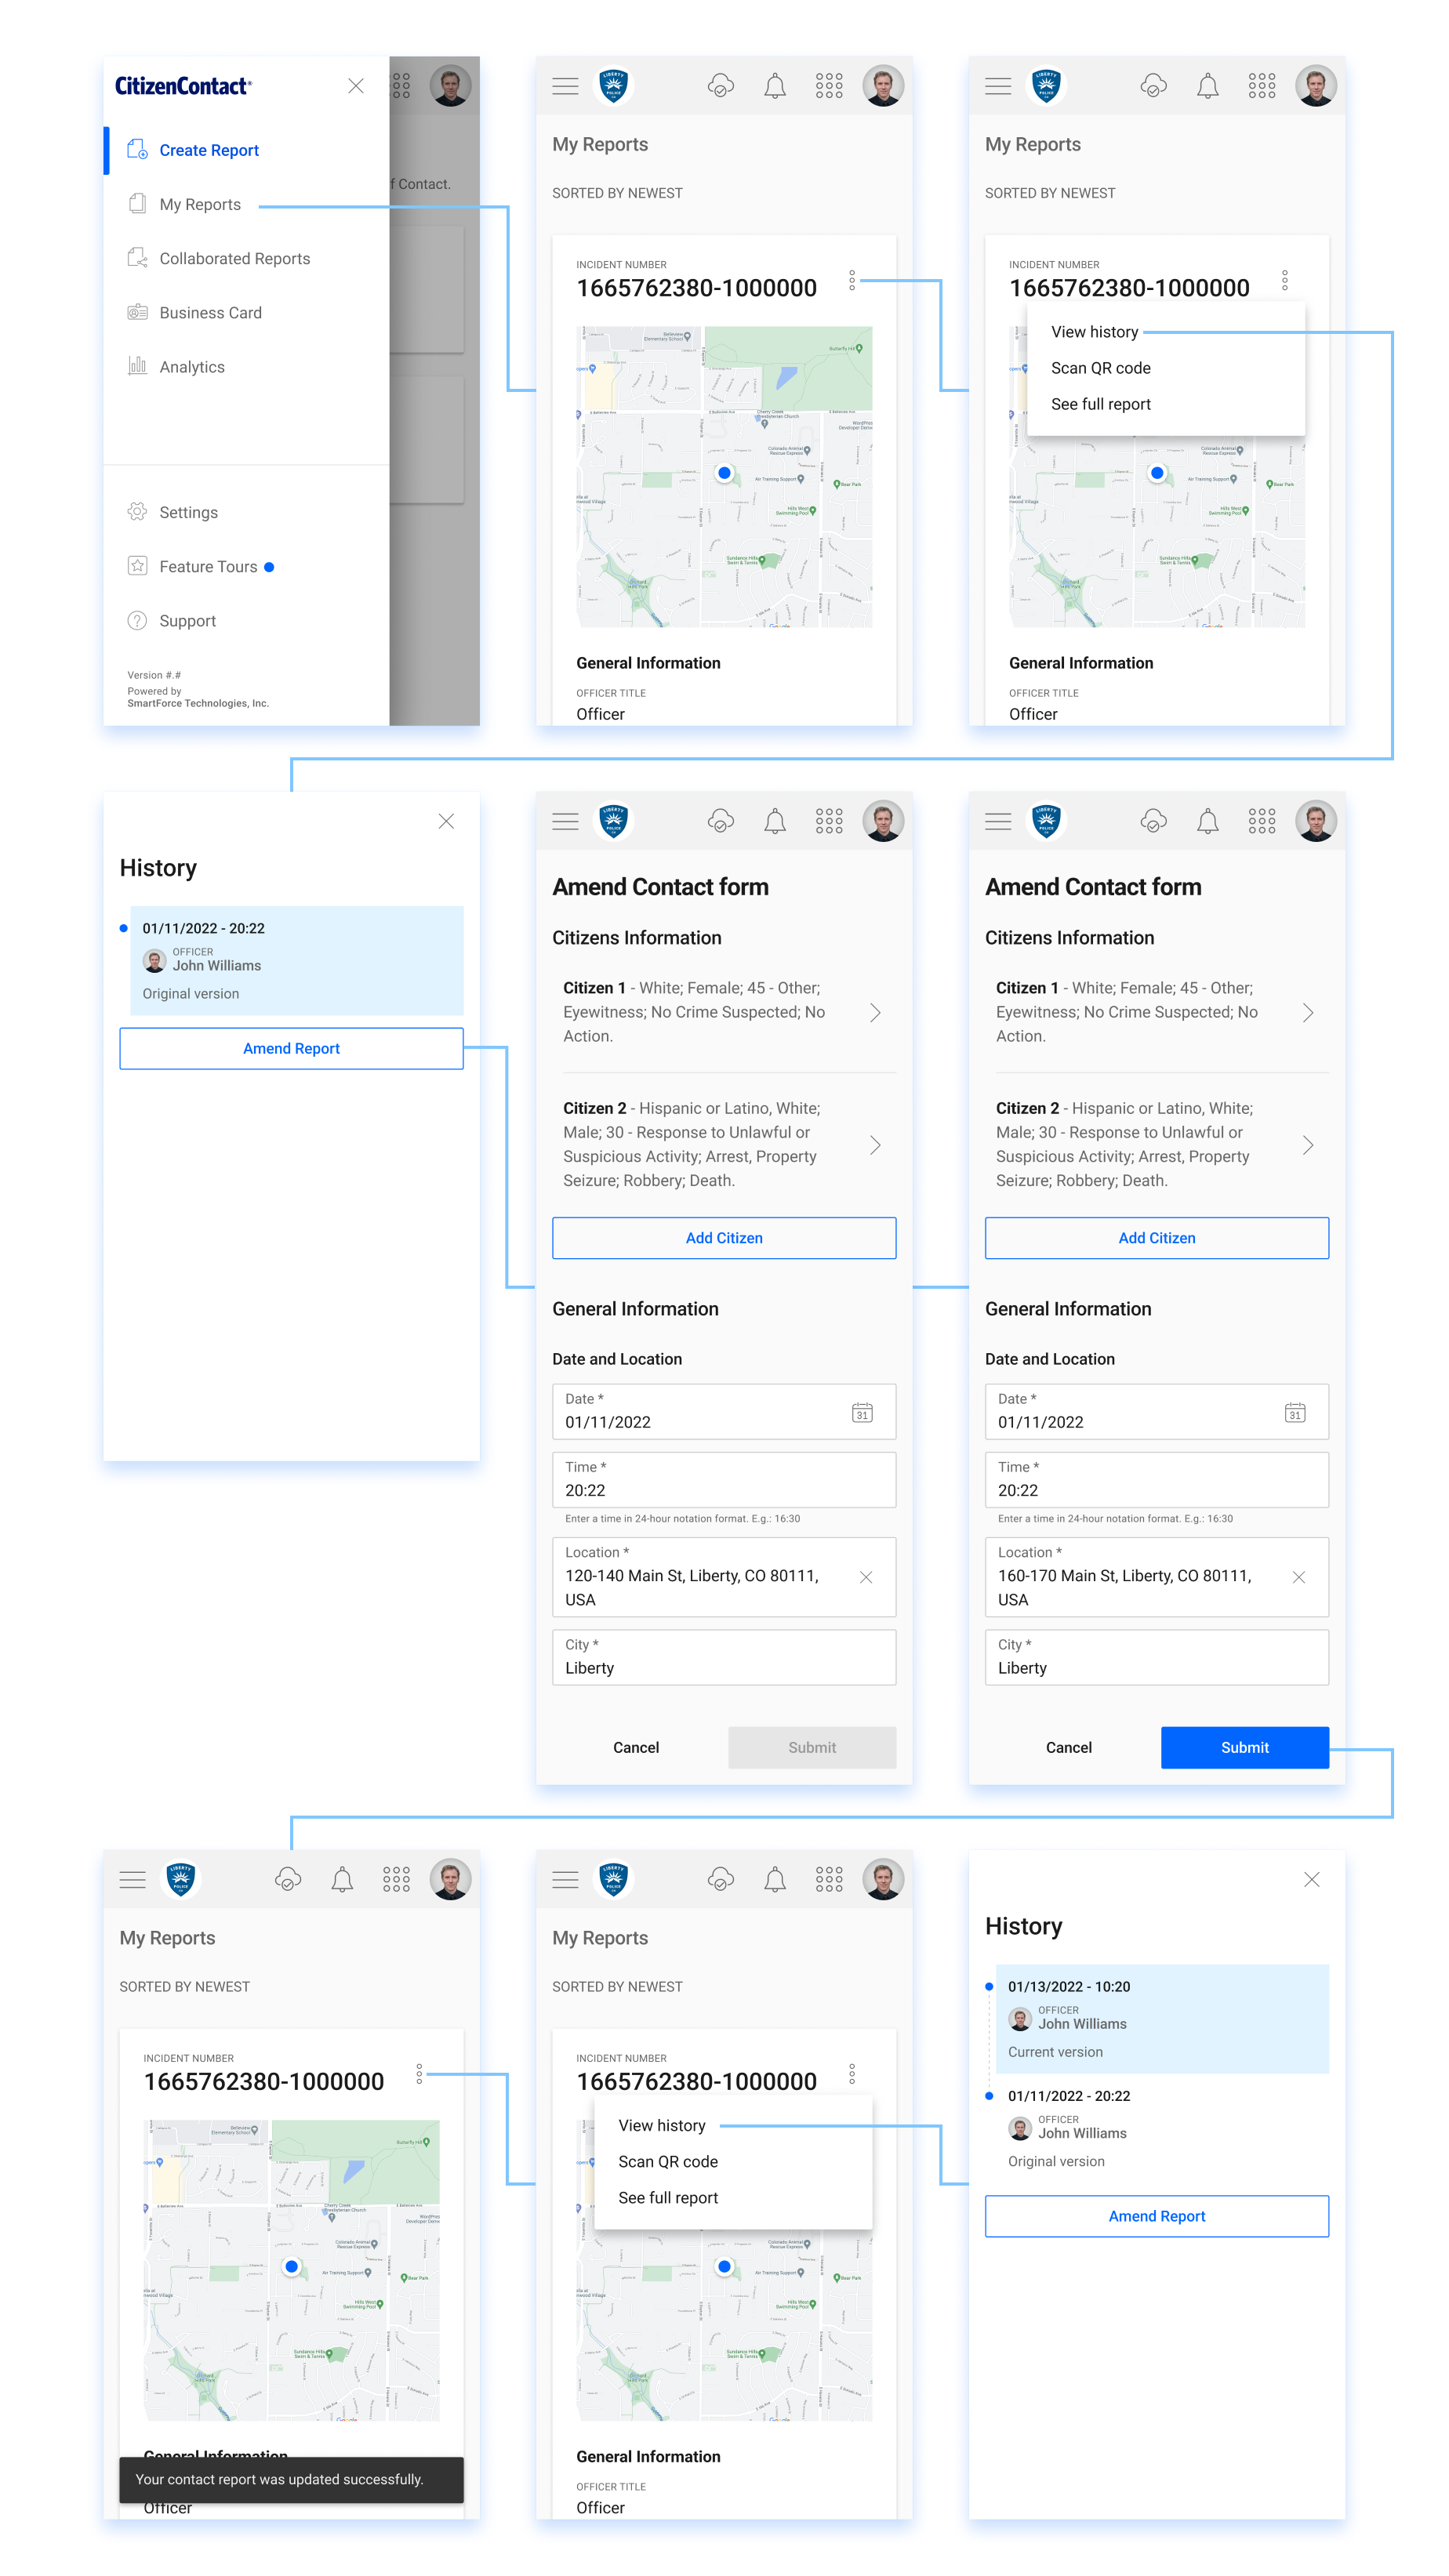 CitizenContact®
Create Report
f Contact.
My Reports
Collaborated Reports
Business Card
Analytics
Settings
Feature Tours
Support
Version #.#
Powered by
SmartForce Technologies, Inc.
LIBERTY
POLICE
My Reports
SORTED BY NEWEST
INCIDENT NUMBER
1665762380-1000000
General Information
OFFICER TITLE
Officer
LIBERTY
POLICE
My Reports
SORTED BY NEWEST
INCIDENT NUMBER
1665762380-1000000
View history
Scan QR code
See full report
General Information
OFFICER TITLE
Officer
History
01/11/2022 - 20:22
OFFICER
John Williams
Original version
Amend Report
LIBERTY
POLICE
Amend Contact form
Citizens Information
Citizen 1 - White; Female; 45 - Other;
Eyewitness; No Crime Suspected; No
Action.
Citizen 2 - Hispanic or Latino, White;
Male; 30 - Response to Unlawful or
Suspicious Activity; Arrest, Property
Seizure; Robbery; Death.
Add Citizen
General Information
Date and Location
Date *
01/11/2022
31
Time *
20:22
Enter a time in 24-hour notation format. E.g.: 16:30
Location *
120-140 Main St, Liberty, CO 80111,
USA
City *
Liberty
Cancel
Submit
LIBERTY
POLICE
Amend Contact form
Citizens Information
Citizen 1 - White; Female; 45 - Other;
Eyewitness; No Crime Suspected; No
Action.
Citizen 2 - Hispanic or Latino, White;
Male; 30 - Response to Unlawful or
Suspicious Activity; Arrest, Property
Seizure; Robbery; Death.
Add Citizen
General Information
Date and Location
Date *
01/11/2022
31
Time *
20:22
Enter a time in 24-hour notation format. E.g.: 16:30
Location *
160-170 Main St, Liberty, CO 80111,
USA
City *
Liberty
Cancel
Submit
LIBERTY
POLICE
My Reports
SORTED BY NEWEST
INCIDENT NUMBER
1665762380-1000000
General Information
Your contact report was updated successfully.
Officer
LIBERTY
POLICE
My Reports
SORTED BY NEWEST
INCIDENT NUMBER
1665762380-1000000
View history
Scan QR code
See full report
General Information
OFFICER TITLE
Officer
History
01/13/2022 - 10:20
OFFICER
John Williams
Current version
01/11/2022 - 20:22
OFFICER
John Williams
Original version
Amend Report